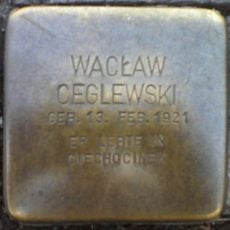 WACŁAW
CEGLEWSKI
GEB. 13. FEB. 1921
ER LEBTE IN
CIECHOCINEK